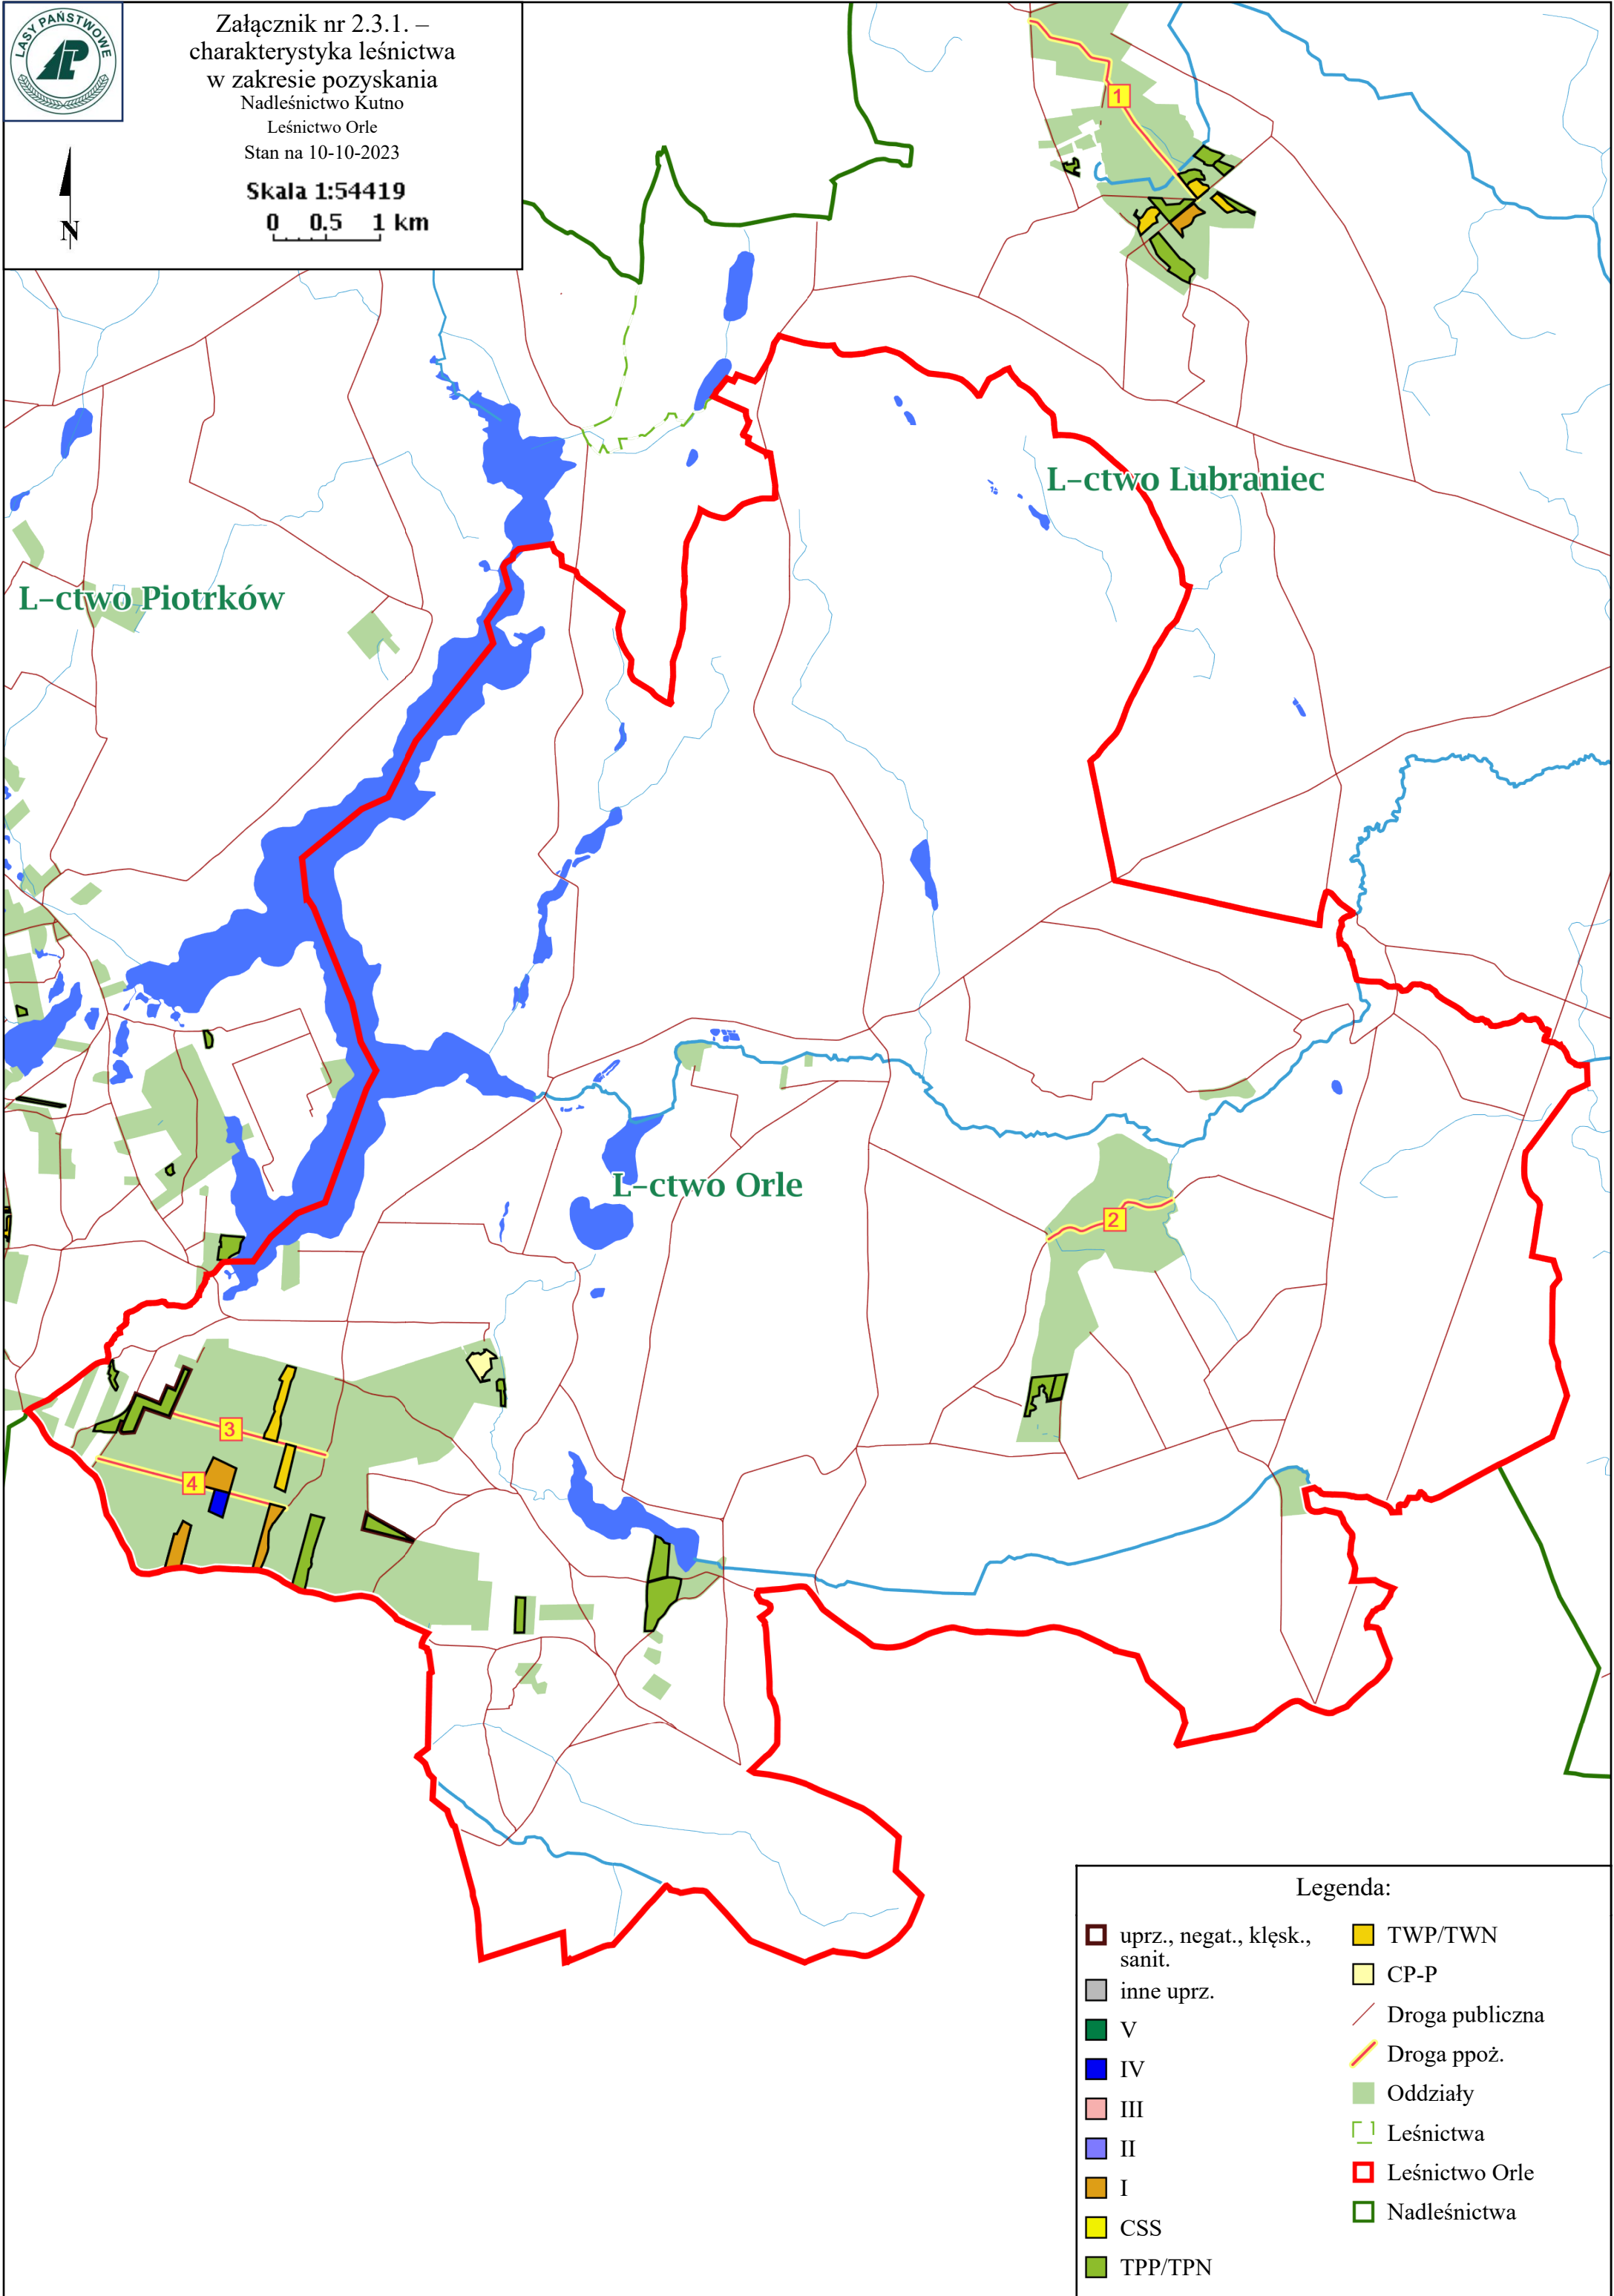 LASY PAŃSTWOWE
Załącznik nr 2.3.1. –
charakterystyka leśnictwa
w zakresie pozyskania
Nadleśnictwo Kutno
Leśnictwo Orle
Stan na 10-10-2023
Skala 1:54419
0 0.5 1 km
N
1
L-ctwo Lubraniec
L-ctwo Piotrków
L-ctwo Orle
2
3
4
Legenda:
uprz., negat., klęsk.,
sanit.
inne uprz.
V
IV
III
II
I
CSS
TPP/TPN
TWP/TWN
CP-P
Droga publiczna
Droga ppoż.
Oddziały
Leśnictwa
Leśnictwo Orle
Nadleśnictwa